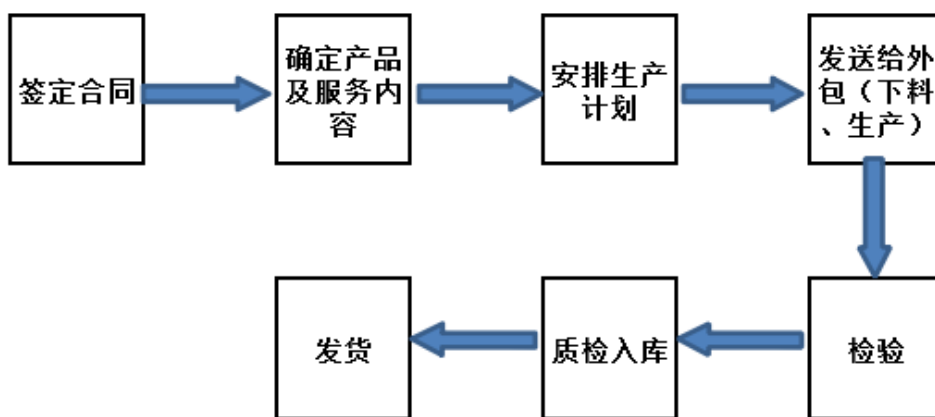 签定合同
确定产品
及服务内
容
安排生产
计划
发送给外
包（下料
、生产）
发货
质检入库
检验